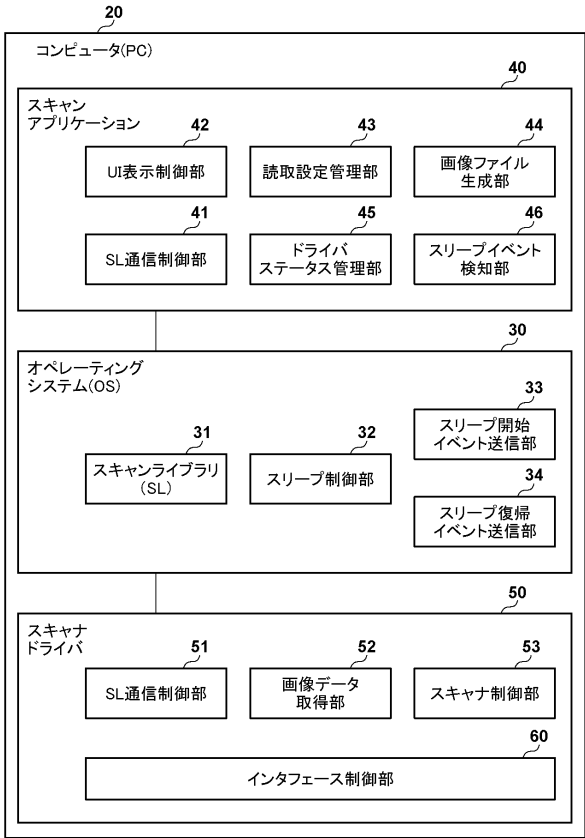 20
コンピュータ(PC)
40
スキャン
アプリケーション
42
43
44
UI表示制御部
読取設定管理部
画像ファイル
生成部
41
45
46
SL通信制御部
ドライバ
ステータス管理部
スリープイベント
検知部
30
オペレーティング
システム(OS)
33
スリープ開始
イベント送信部
31
32
スキャンライブラリ
(SL)
スリープ制御部
34
スリープ復帰
イベント送信部
50
スキャナ
ドライバ
51
52
53
SL通信制御部
画像データ
取得部
スキャナ制御部
60
インタフェース制御部